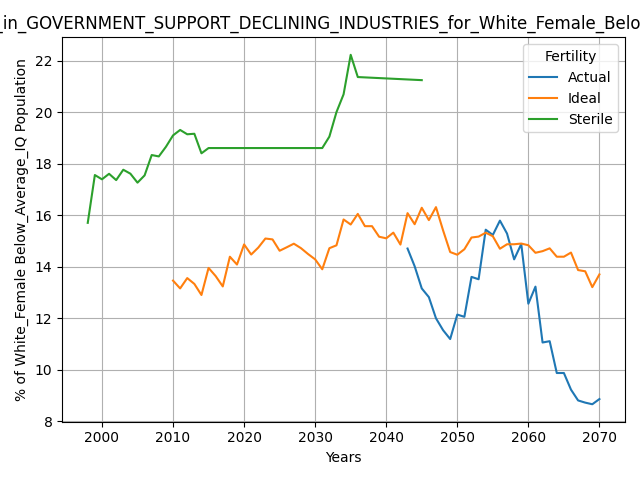 _in_GOVERNMENT_SUPPORT_DECLINING_INDUSTRIES_for_White_Female_Belo
% of White_Female Below_Average_IQ Population
22
20
18
16
14
12
10
8
Fertility
Actual
Ideal
Sterile
2000 2010 2020 2030 2040 2050 2060 2070
Years